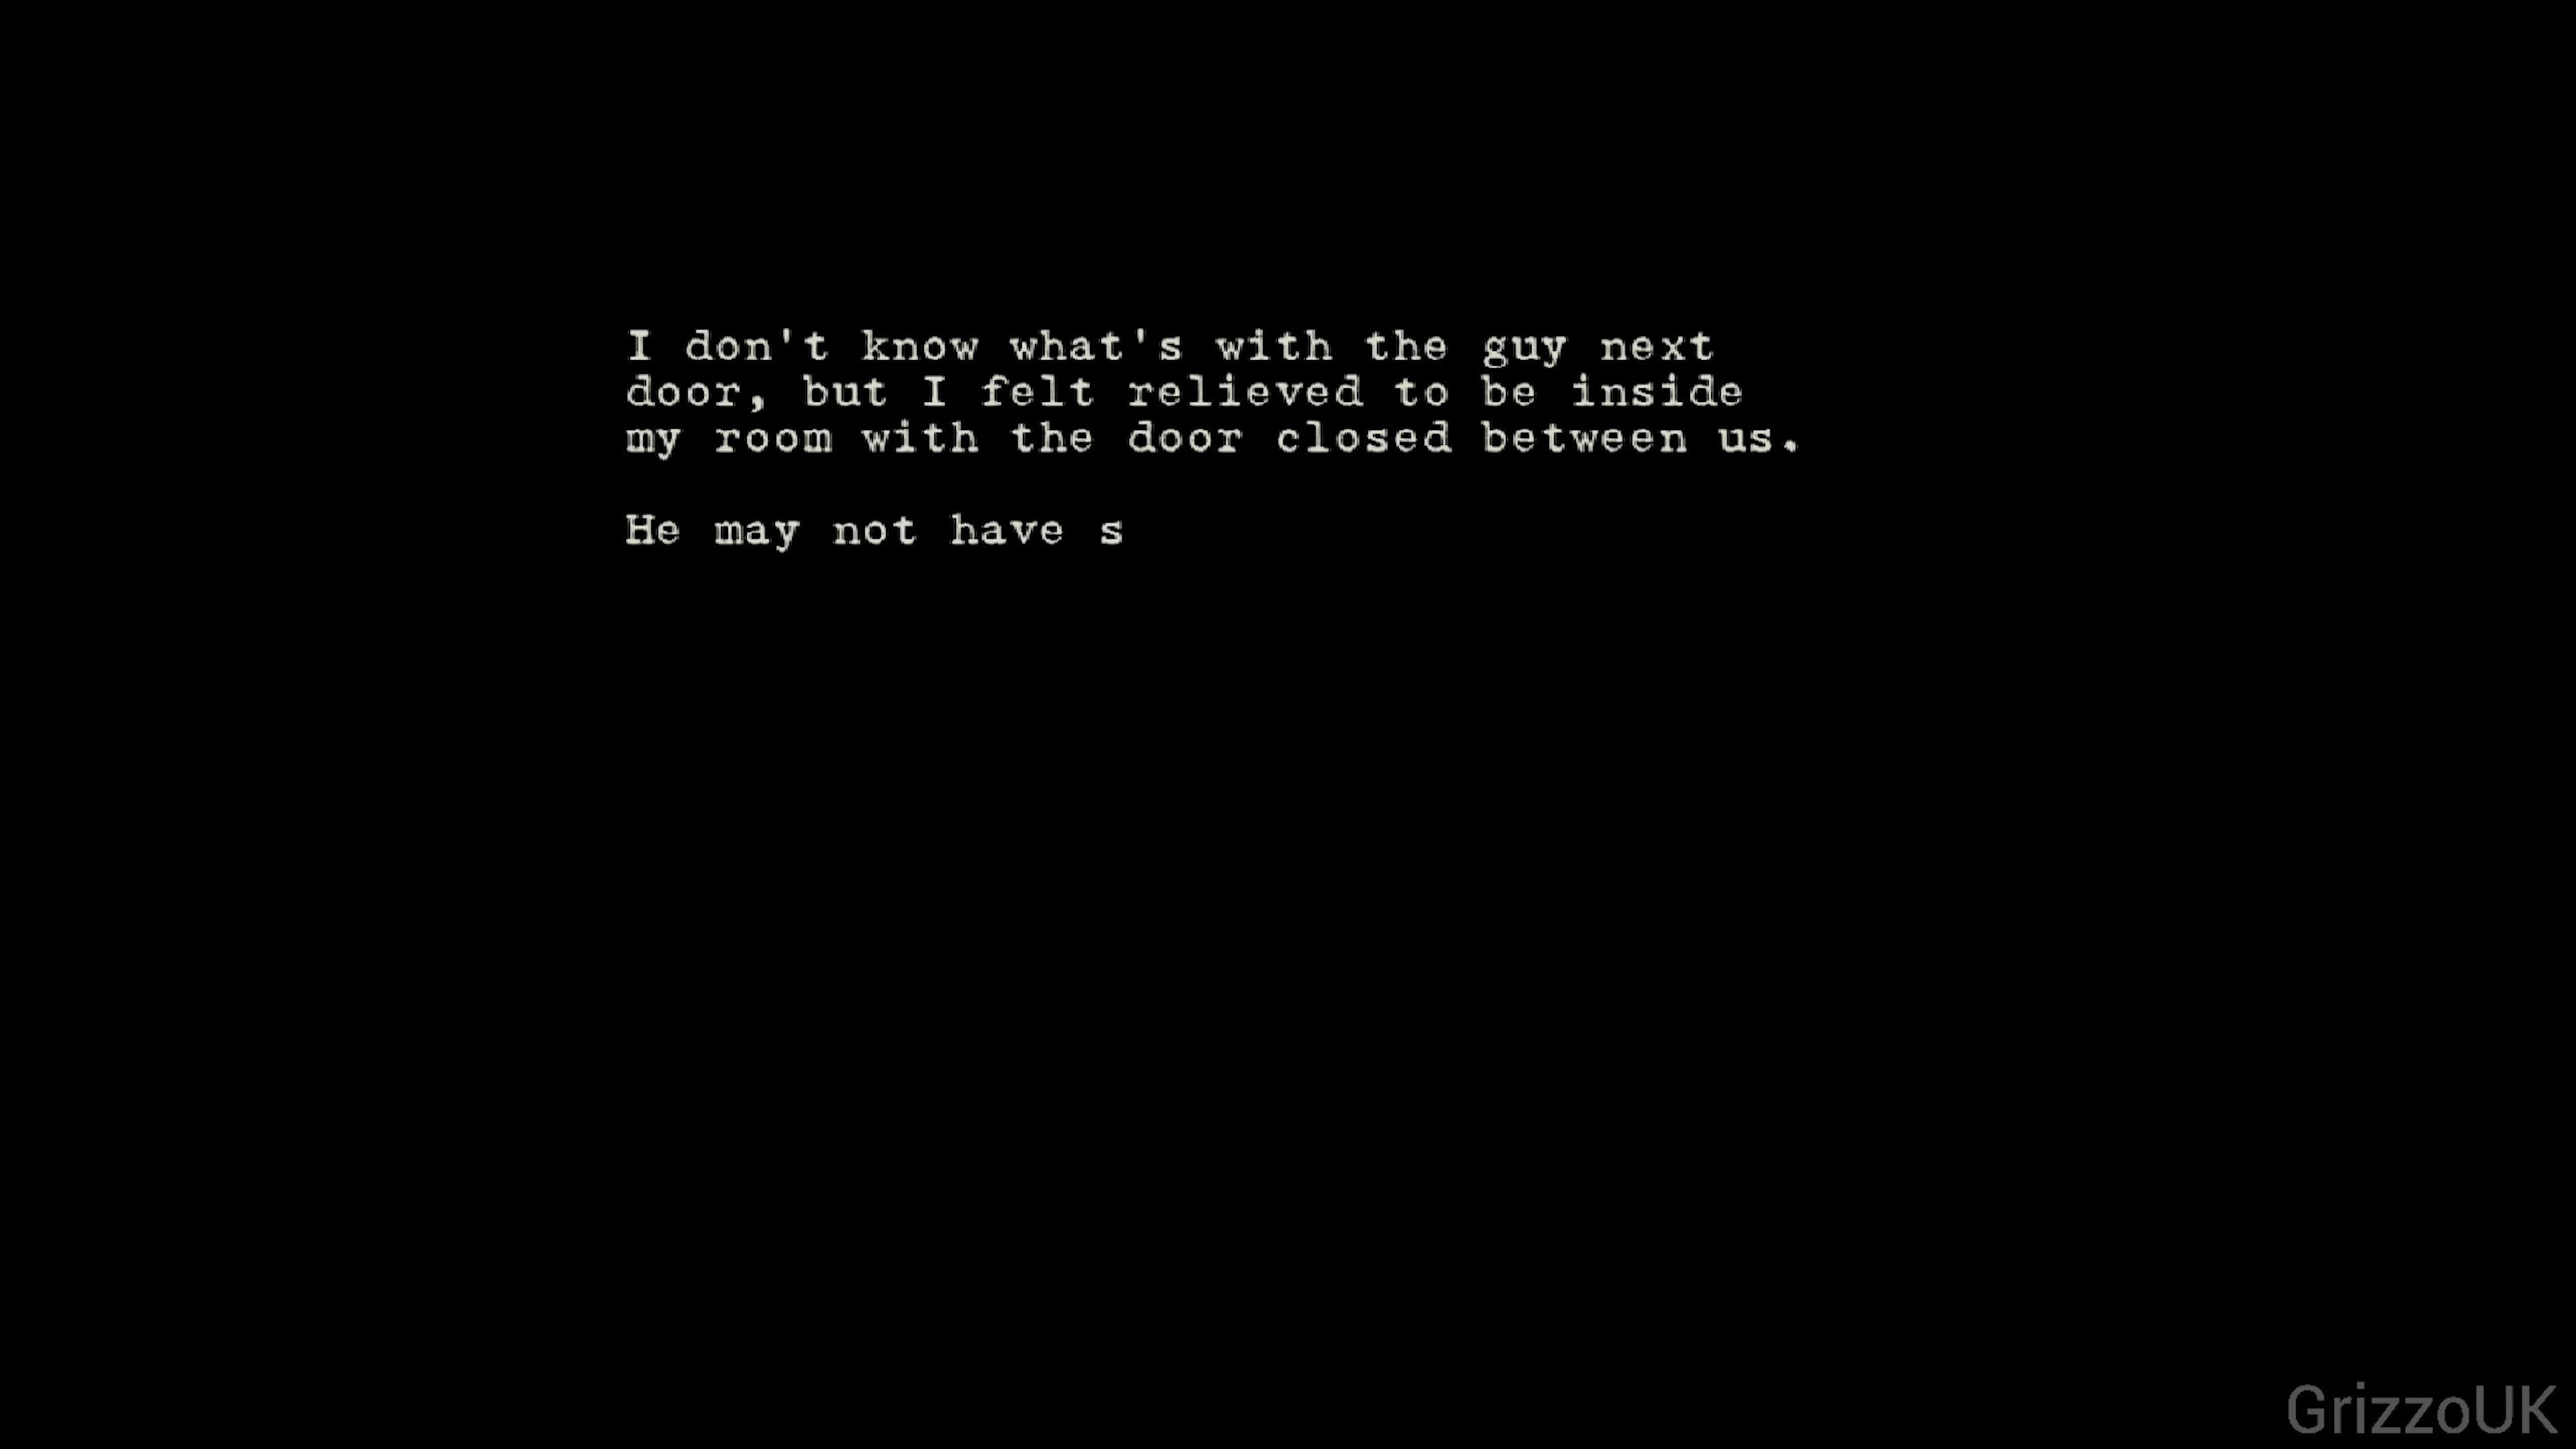 I don't know what's with the guy next
door, but I felt relieved to be inside
my room with the door closed between us.
He may not have s
GrizzoUK